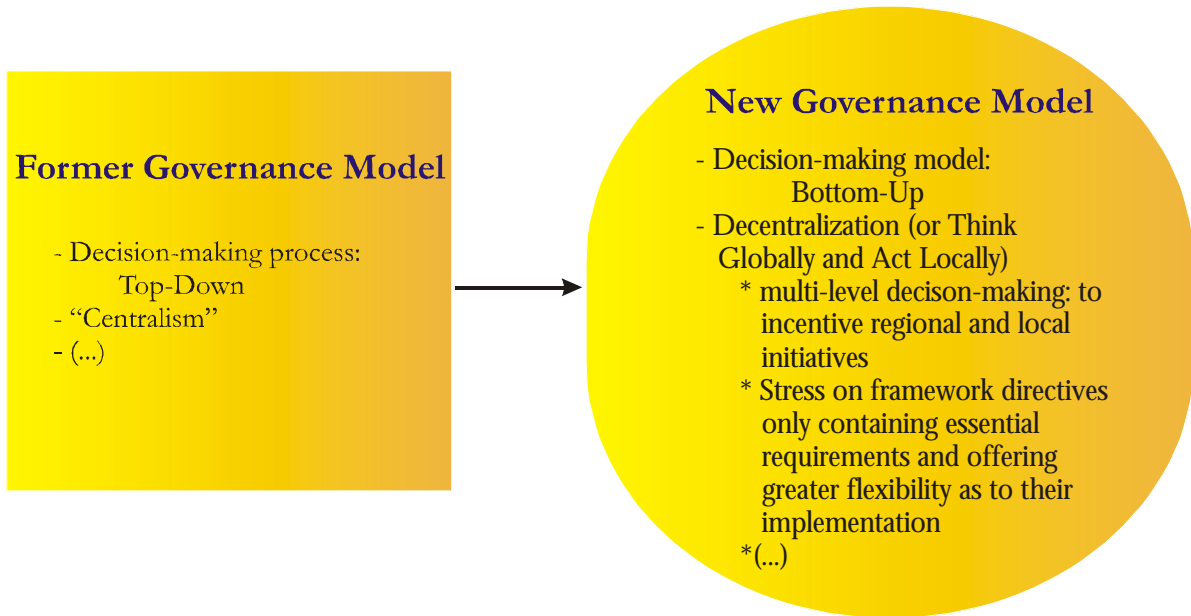 Former Governance Model
- Decision-making process:
Top-Down
- “Centralism”
- (...)
New Governance Model
- Decision-making model:
Bottom-Up
- Decentralization (or Think
Globally and Act Locally)
* multi-level decison-making: to
incentive regional and local
initiatives
* Stress on framework directives
only containing essential
requirements and offering
greater flexibility as to their
implementation
*(...)